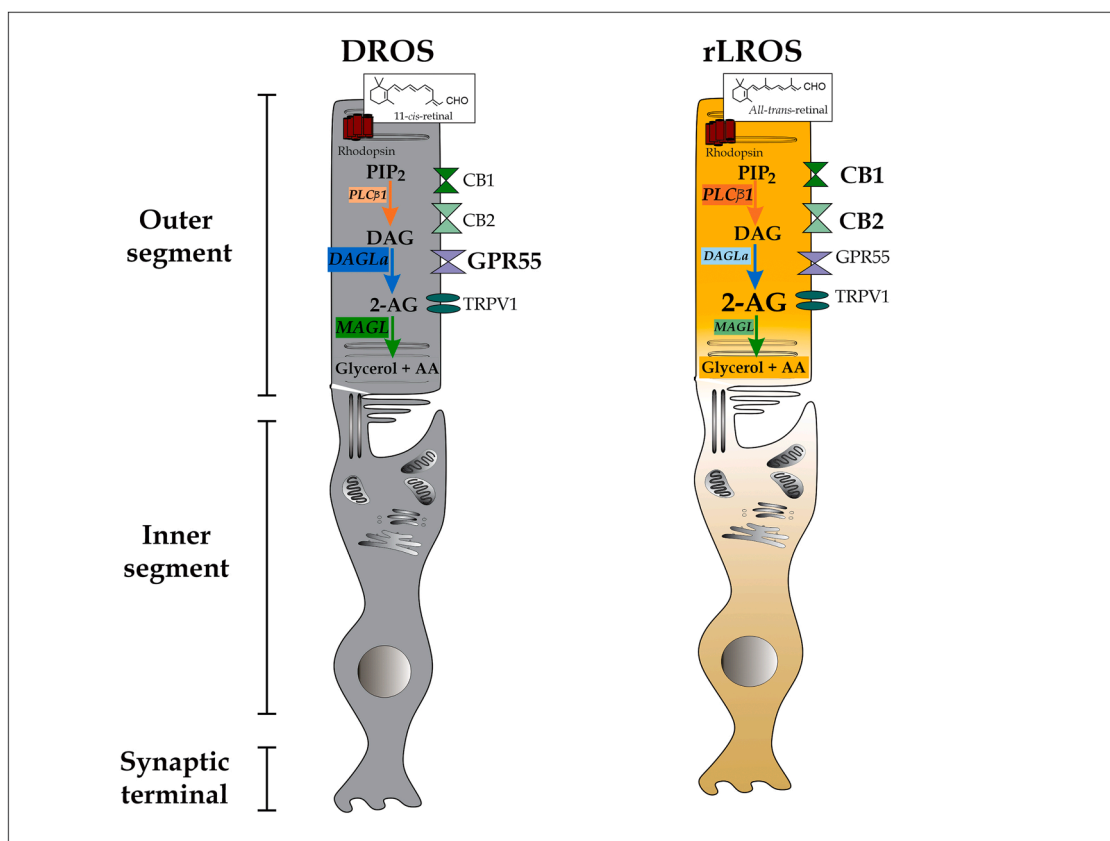 DROS
rLROS
CHO
11-cis-retinal
CHO
All-trans-retinal
Outer
segment
Inner
segment
Synaptic
terminal
Rhodopsin
PIP₂
PLCβ1
DAG
DAGLa
2-AG
MAGL
Glycerol + AA
CB1
CB2
GPR55
TRPV1
Rhodopsin
PIP₂
PLCβ1
DAG
DAGLa
2-AG
MAGL
Glycerol + AA
CB1
CB2
GPR55
TRPV1